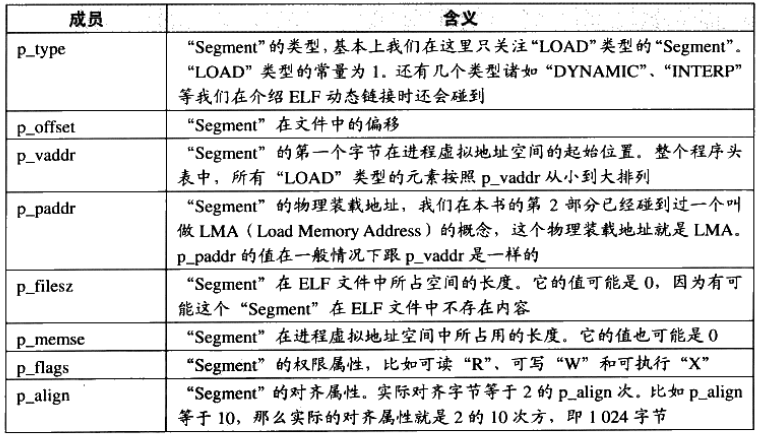 成员 含义
p_type “Segment”的类型,基本上我们在这里只关注“LOAD”类型的“Segment”。
“LOAD”类型的常量为 1。还有几个类型诸如“DYNAMIC”、“INTERP”
等我们在介绍 ELF 动态链接时还会碰到
p_offset “Segment”在文件中的偏移
p_vaddr “Segment”的第一个字节在进程虚拟地址空间的起始位置。整个程序头
表中，所有“LOAD”类型的元素按照 p_vaddr 从小到大排列
p_paddr “Segment”的物理装载地址，我们在本书的第 2 部分已经碰到过一个叫
做 LMA（Load Memory Address）的概念，这个物理装载地址就是 LMA。
p_paddr 的值在一般情况下跟 p_vaddr 是一样的
p_filesz “Segment”在 ELF 文件中所占空间的长度。它的值可能是 0，因为有可
能这个“Segment”在 ELF 文件中不存在内容
p_memse “Segment”在进程虚拟地址空间中所占用的长度。它的值也可能是 0
p_flags “Segment”的权限属性，比如可读“R”、可写“W”和可执行“X”
p_align “Segment”的对齐属性。实际对齐字节等于 2 的 p_align 次。比如 p_align
等于 10，那么实际的对齐属性就是 2 的 10 次方，即 1 024 字节